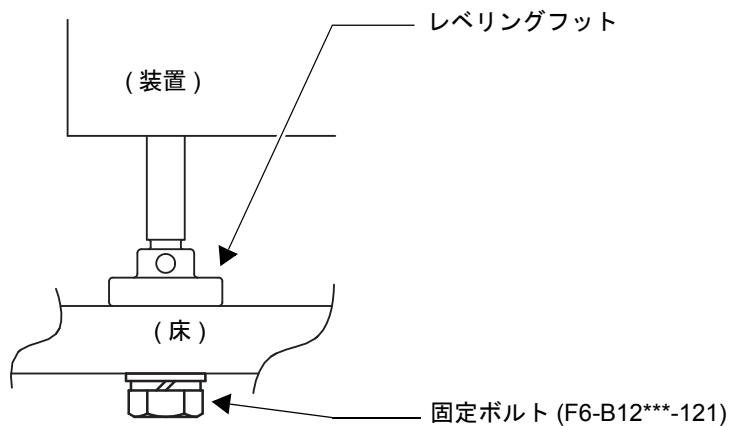 レベリングフット
( 装置 )
( 床 )
固定ボルト (F6-B12***-121)